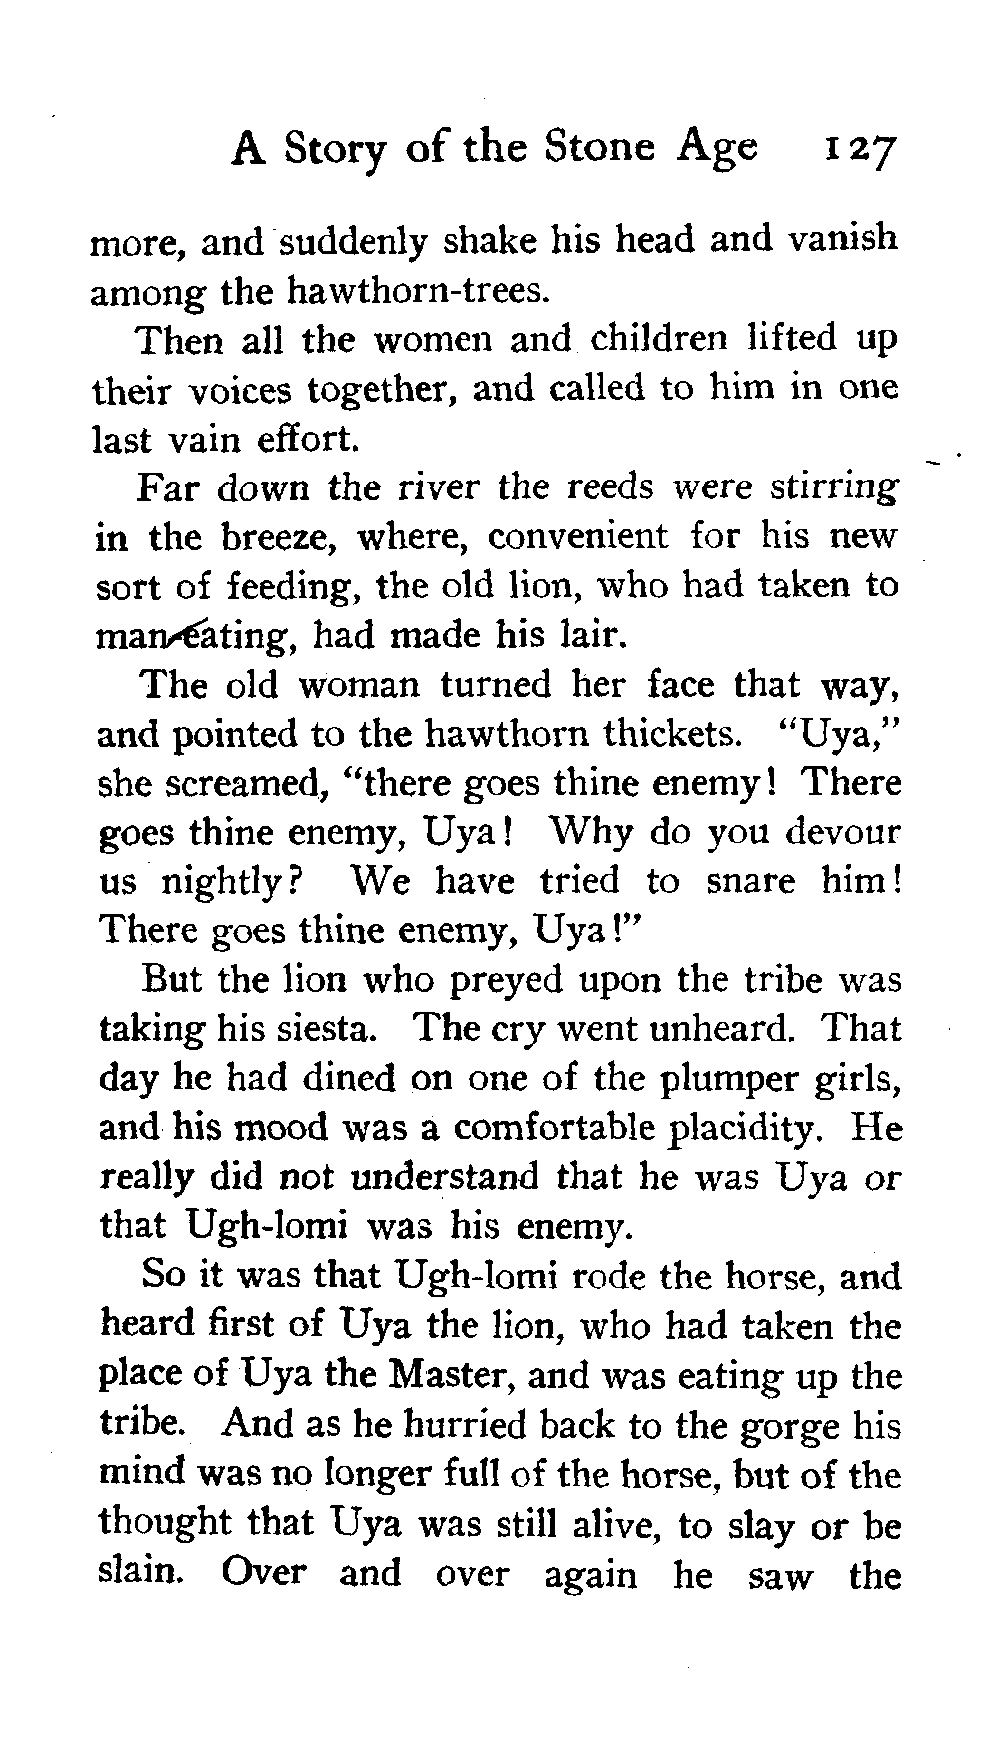 A Story of the Stone Age 127
more, and suddenly shake his head and vanish
among the hawthorn-trees.
Then all the women and children lifted up
their voices together, and called to him in one
last vain effort.
Far down the river the reeds were stirring
in the breeze, where, convenient for his new
sort of feeding, the old lion, who had taken to
man-eating, had made his lair.
The old woman turned her face that way,
and pointed to the hawthorn thickets. “Uya,”
she screamed, “there goes thine enemy! There
goes thine enemy, Uya! Why do you devour
us nightly? We have tried to snare him!
There goes thine enemy, Uya!”
But the lion who preyed upon the tribe was
taking his siesta. The cry went unheard. That
day he had dined on one of the plumper girls,
and his mood was a comfortable placidity. He
really did not understand that he was Uya or
that Ugh-lomi was his enemy.
So it was that Ugh-lomi rode the horse, and
heard first of Uya the lion, who had taken the
place of Uya the Master, and was eating up the
tribe. And as he hurried back to the gorge his
mind was no longer full of the horse, but of the
thought that Uya was still alive, to slay or be
slain. Over and over again he saw the